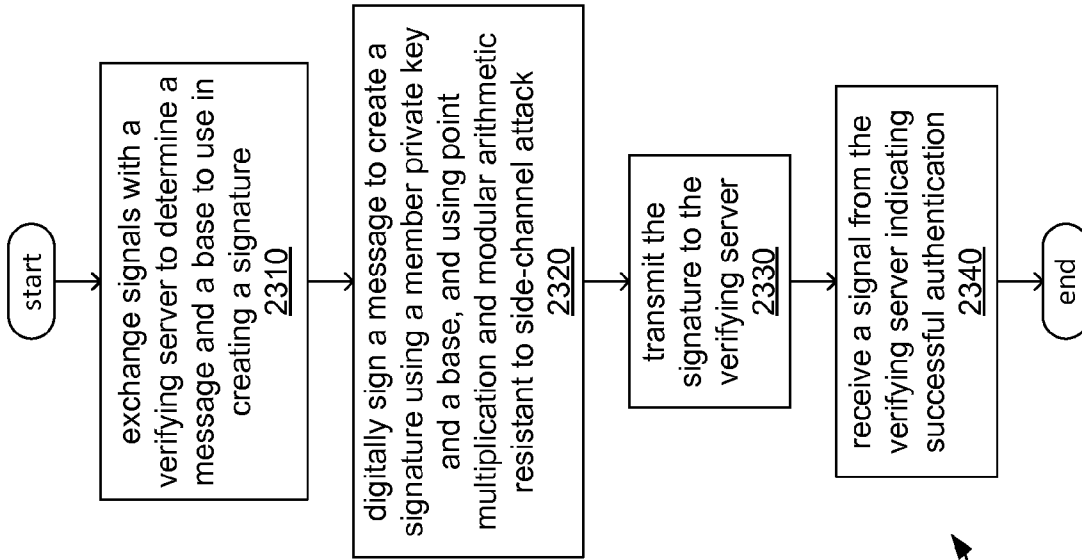 start
exchange signals with a
verifying server to determine a
message and a base to use in
creating a signature
2310
digitally sign a message to create a
signature using a member private key
and a base, and using point
multiplication and modular arithmetic
resistant to side-channel attack
2320
transmit the
signature to the
verifying server
2330
receive a signal from the
verifying server indicating
successful authentication
2340
end